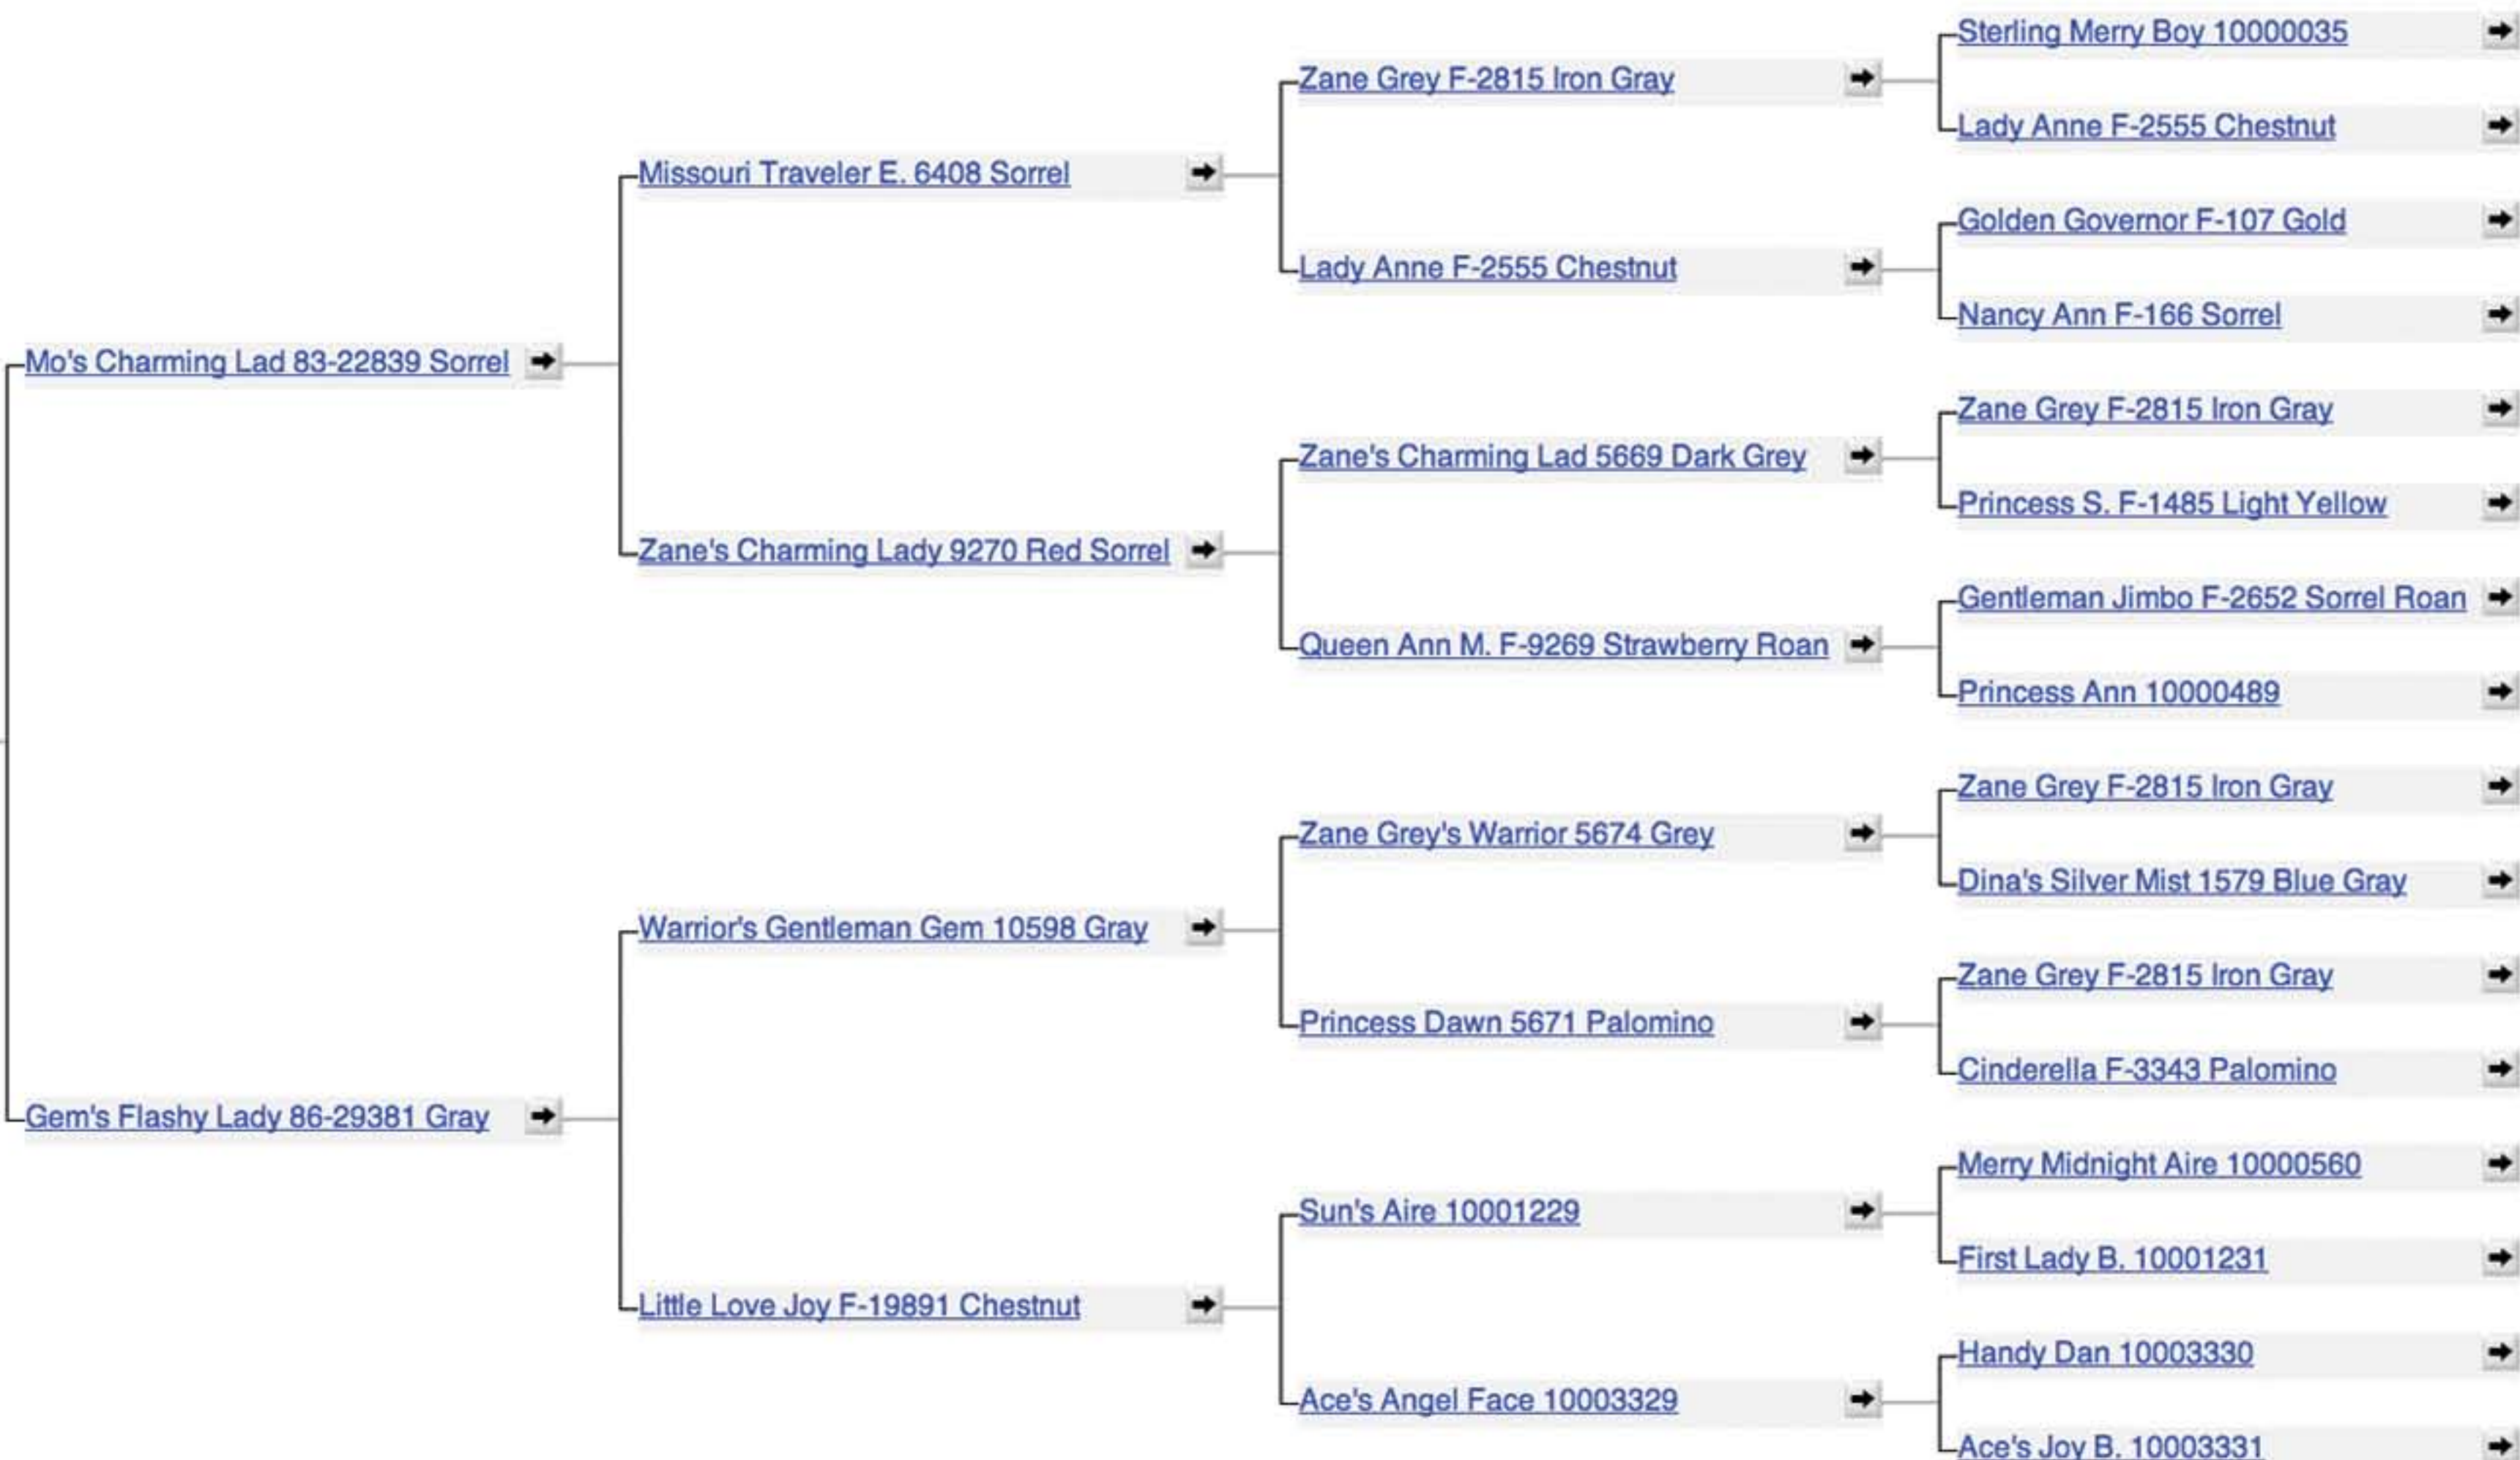 Sterling Merry Boy 10000035
Zane Grey F-2815 Iron Gray
Lady Anne F-2555 Chestnut
Missouri Traveler E. 6408 Sorrel
Golden Governor F-107 Gold
Lady Anne F-2555 Chestnut
Nancy Ann F-166 Sorrel
Mo's Charming Lad 83-22839 Sorrel
Zane Grey F-2815 Iron Gray
Zane's Charming Lad 5669 Dark Grey
Princess S. F-1485 Light Yellow
Zane's Charming Lady 9270 Red Sorrel
Gentleman Jimbo F-2652 Sorrel Roan
Queen Ann M. F-9269 Strawberry Roan
Princess Ann 10000489
Zane Grey F-2815 Iron Gray
Zane Grey's Warrior 5674 Grey
Dina's Silver Mist 1579 Blue Gray
Warrior's Gentleman Gem 10598 Gray
Zane Grey F-2815 Iron Gray
Princess Dawn 5671 Palomino
Cinderella F-3343 Palomino
Gem's Flashy Lady 86-29381 Gray
Merry Midnight Aire 10000560
Sun's Aire 10001229
First Lady B. 10001231
Little Love Joy F-19891 Chestnut
Handy Dan 10003330
Ace's Angel Face 10003329
Ace's Joy B. 10003331